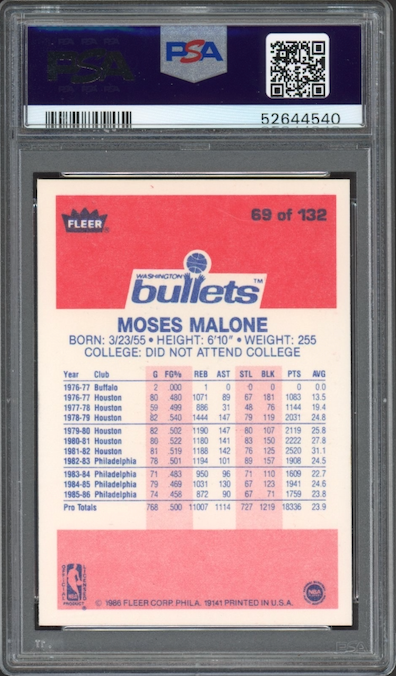 PSA
PSA
52644540
FLEER
69 of 132
WASHINGTON
bullets™
MOSES MALONE
BORN: 3/23/55 • HEIGHT: 6'10" • WEIGHT: 255
COLLEGE: DID NOT ATTEND COLLEGE
Year Club G FG% REB AST STL BLK PTS AVG
1976-77 Buffalo 2 .000 1 0 0 0 0 0.0
1976-77 Houston 80 .480 1071 89 67 181 1083 13.5
1977-78 Houston 59 .499 886 31 48 76 1144 19.4
1978-79 Houston 82 .540 1444 147 79 119 2031 24.8
1979-80 Houston 82 .502 1190 147 80 107 2119 25.8
1980-81 Houston 80 .522 1180 141 83 150 2222 27.8
1981-82 Houston 81 .519 1188 142 76 125 2520 31.1
1982-83 Philadelphia 78 .501 1194 101 89 157 1908 24.5
1983-84 Philadelphia 71 .483 950 96 71 110 1609 22.7
1984-85 Philadelphia 79 .469 1031 130 67 123 1941 24.6
1985-86 Philadelphia 74 .458 872 90 67 71 1759 23.8
Pro Totals 768 .500 11007 1114 727 1219 18336 23.9
OFFICIAL
NBA
PRODUCT
© 1986 FLEER CORP. PHILA. 19141 PRINTED IN U.S.A.
NBA